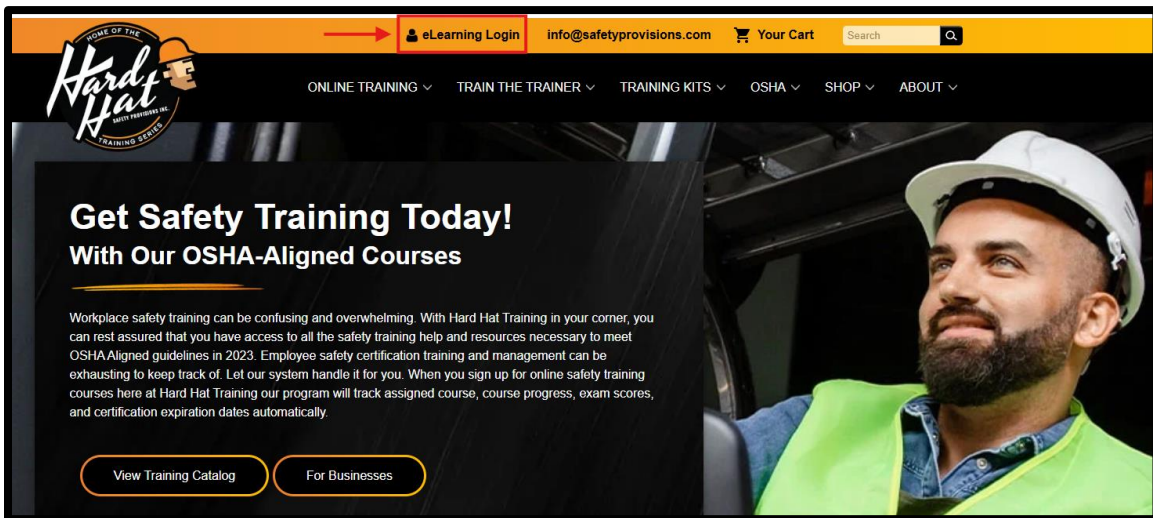 HOME OF THE
Hard Hat
SAFETY PROVISIONS INC.
TRAINING SERIES
eLearning Login
info@safetyprovisions.com
Your Cart
Search
ONLINE TRAINING
TRAIN THE TRAINER
TRAINING KITS
OSHA
SHOP
ABOUT
Get Safety Training Today!
With Our OSHA-Aligned Courses
Workplace safety training can be confusing and overwhelming. With Hard Hat Training in your corner, you
can rest assured that you have access to all the safety training help and resources necessary to meet
OSHA Aligned guidelines in 2023. Employee safety certification training and management can be
exhausting to keep track of. Let our system handle it for you. When you sign up for online safety training
courses here at Hard Hat Training our program will track assigned course, course progress, exam scores,
and certification expiration dates automatically.
View Training Catalog
For Businesses